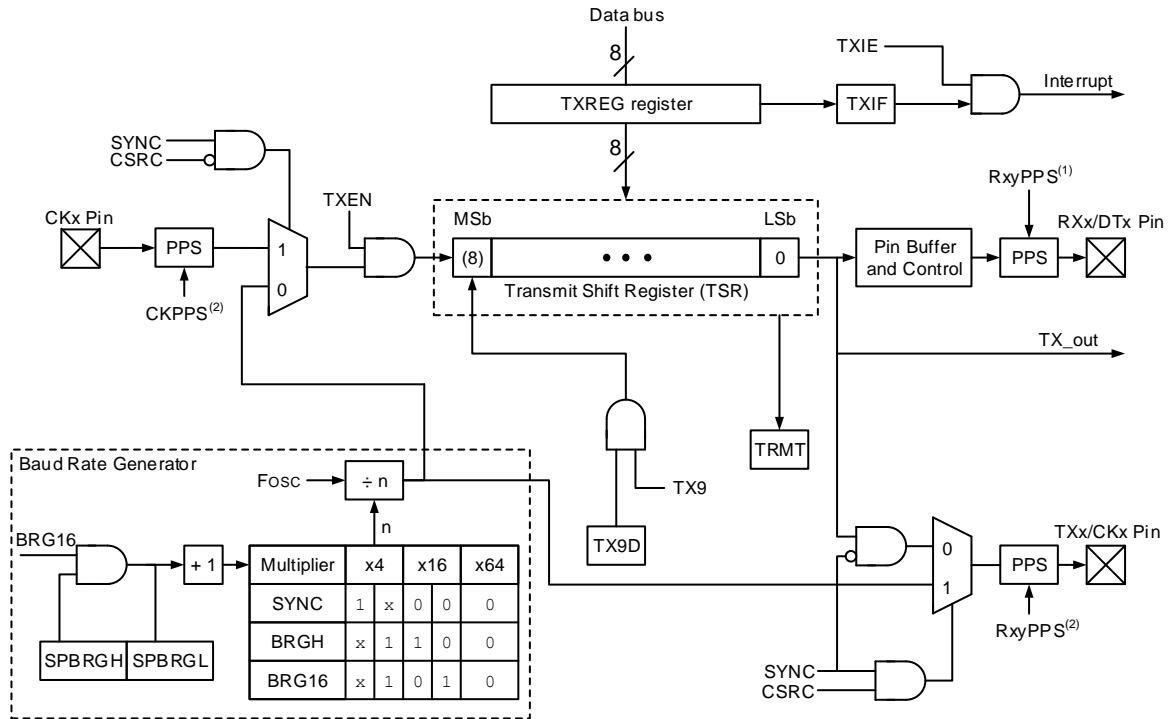 Data bus
8
TXIE
TXREG register
TXIF
Interrupt
SYNC
CSRC
8
TXEN
RxyPPS(1)
CKx Pin
MSb
LSb
RXx/DTx Pin
PPS
1
(8)
• • •
0
Pin Buffer
and Control
PPS
0
Transmit Shift Register (TSR)
CKPPS(2)
TX_out
TRMT
Baud Rate Generator
FOSC
÷ n
TX9
n
TX9D
BRG16
+ 1
Multiplier x4 x16 x64
SYNC 1 x 0 0 0
BRGH x 1 1 0 0
BRG16 x 1 0 1 0
SPBRGH SPBRGL
TXx/CKx Pin
0
PPS
1
RxyPPS(2)
SYNC
CSRC